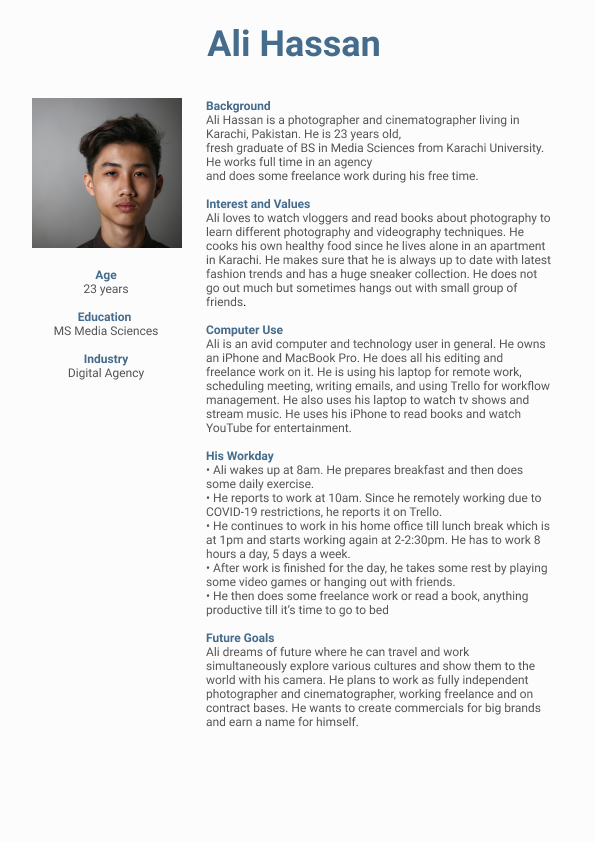 Ali Hassan
Age
23 years
Education
MS Media Sciences
Industry
Digital Agency
Background
Ali Hassan is a photographer and cinematographer living in
Karachi, Pakistan. He is 23 years old,
fresh graduate of BS in Media Sciences from Karachi University.
He works full time in an agency
and does some freelance work during his free time.
Interest and Values
Ali loves to watch vloggers and read books about photography to
learn different photography and videography techniques. He
cooks his own healthy food since he lives alone in an apartment
in Karachi. He makes sure that he is always up to date with latest
fashion trends and has a huge sneaker collection. He does not
go out much but sometimes hangs out with small group of
friends.
Computer Use
Ali is an avid computer and technology user in general. He owns
an iPhone and MacBook Pro. He does all his editing and
freelance work on it. He is using his laptop for remote work,
scheduling meeting, writing emails, and using Trello for workflow
management. He also uses his laptop to watch tv shows and
stream music. He uses his iPhone to read books and watch
YouTube for entertainment.
His Workday
• Ali wakes up at 8am. He prepares breakfast and then does
some daily exercise.
• He reports to work at 10am. Since he remotely working due to
COVID-19 restrictions, he reports it on Trello.
• He continues to work in his home office till lunch break which is
at 1pm and starts working again at 2-2:30pm. He has to work 8
hours a day, 5 days a week.
• After work is finished for the day, he takes some rest by playing
some video games or hanging out with friends.
• He then does some freelance work or read a book, anything
productive till it’s time to go to bed
Future Goals
Ali dreams of future where he can travel and work
simultaneously explore various cultures and show them to the
world with his camera. He plans to work as fully independent
photographer and cinematographer, working freelance and on
contract bases. He wants to create commercials for big brands
and earn a name for himself.